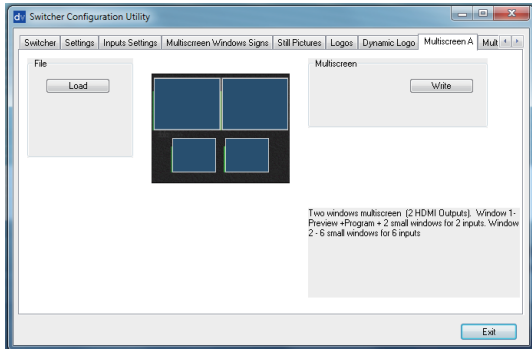 dv Switcher Configuration Utility
Switcher Settings Inputs Settings Multiscreen Windows Signs Still Pictures Logos Dynamic Logo Multiscreen A Mult
File
Multiscreen
Load
Write
Two windows multiscreen (2 HDMI Outputs). Window 1-
Preview +Program + 2 small windows for 2 inputs. Window
2 - 6 small windows for 6 inputs
Exit